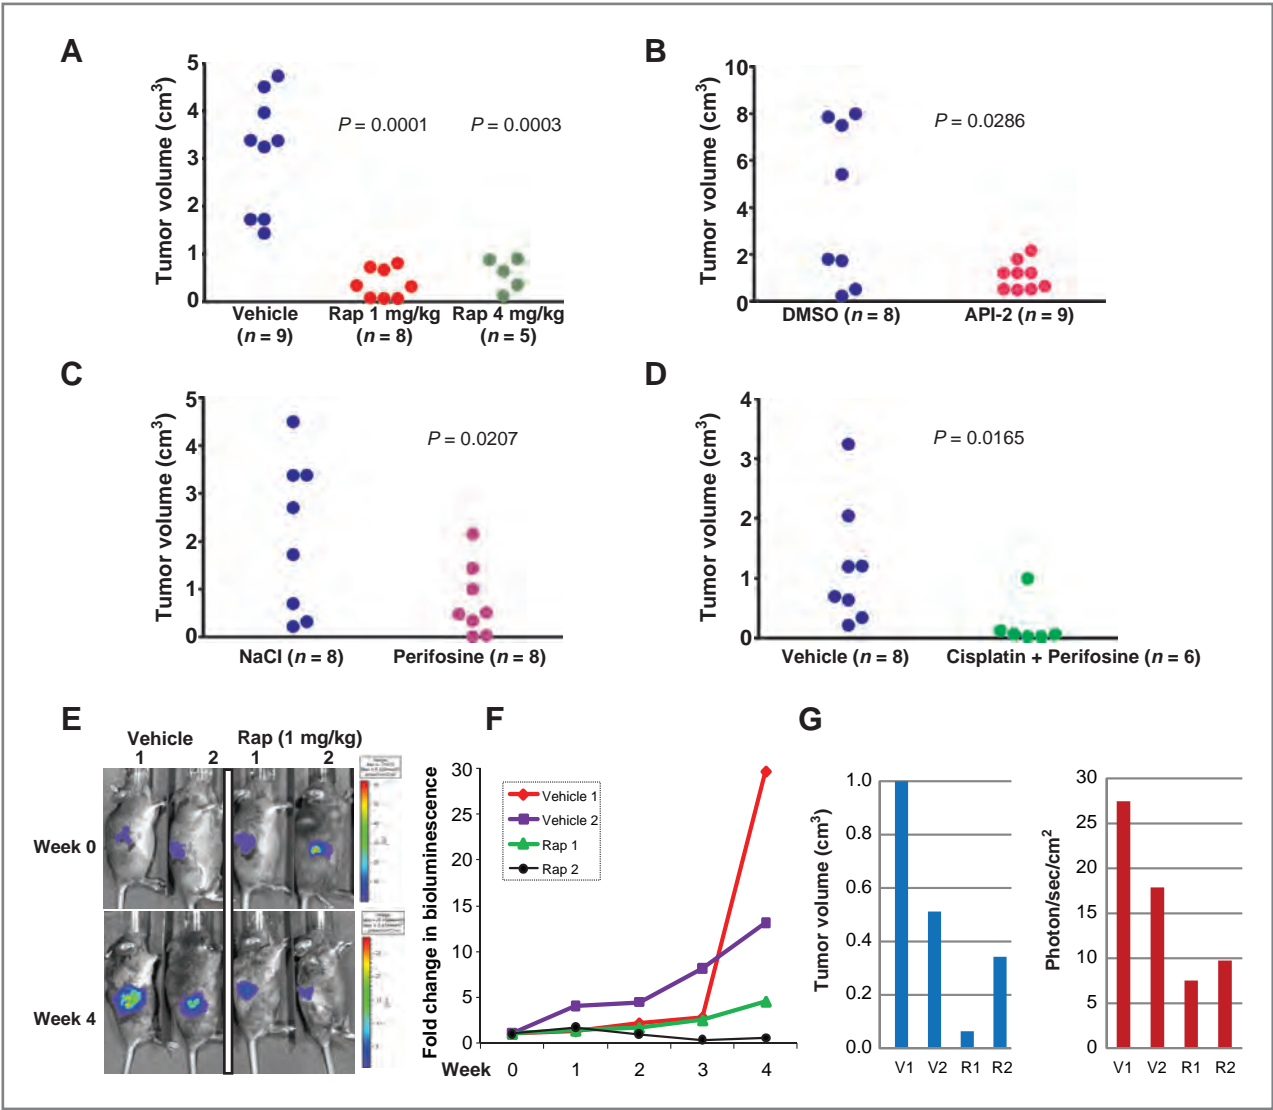 A
B
Tumor volume (cm3)
5
4
3
2
1
0
P = 0.0001
P = 0.0003
Vehicle
(n = 9)
Rap 1 mg/kg
(n = 8)
Rap 4 mg/kg
(n = 5)
Tumor volume (cm3)
10
8
6
4
2
0
P = 0.0286
DMSO (n = 8)
API-2 (n = 9)
C
D
Tumor volume (cm3)
5
4
3
2
1
0
P = 0.0207
NaCl (n = 8)
Perifosine (n = 8)
Tumor volume (cm3)
4
3
2
1
0
P = 0.0165
Vehicle (n = 8)
Cisplatin + Perifosine (n = 6)
E
F
G
Vehicle
Rap (1 mg/kg)
1
2
1
2
Week 0
Week 4
Fold change in bioluminescence
30
25
20
15
10
5
0
Vehicle 1
Vehicle 2
Rap 1
Rap 2
Week
0
1
2
3
4
Tumor volume (cm3)
1.0
0.8
0.6
0.4
0.2
0.0
V1
V2
R1
R2
Photon/sec/cm2
30
25
20
15
10
5
0
V1
V2
R1
R2